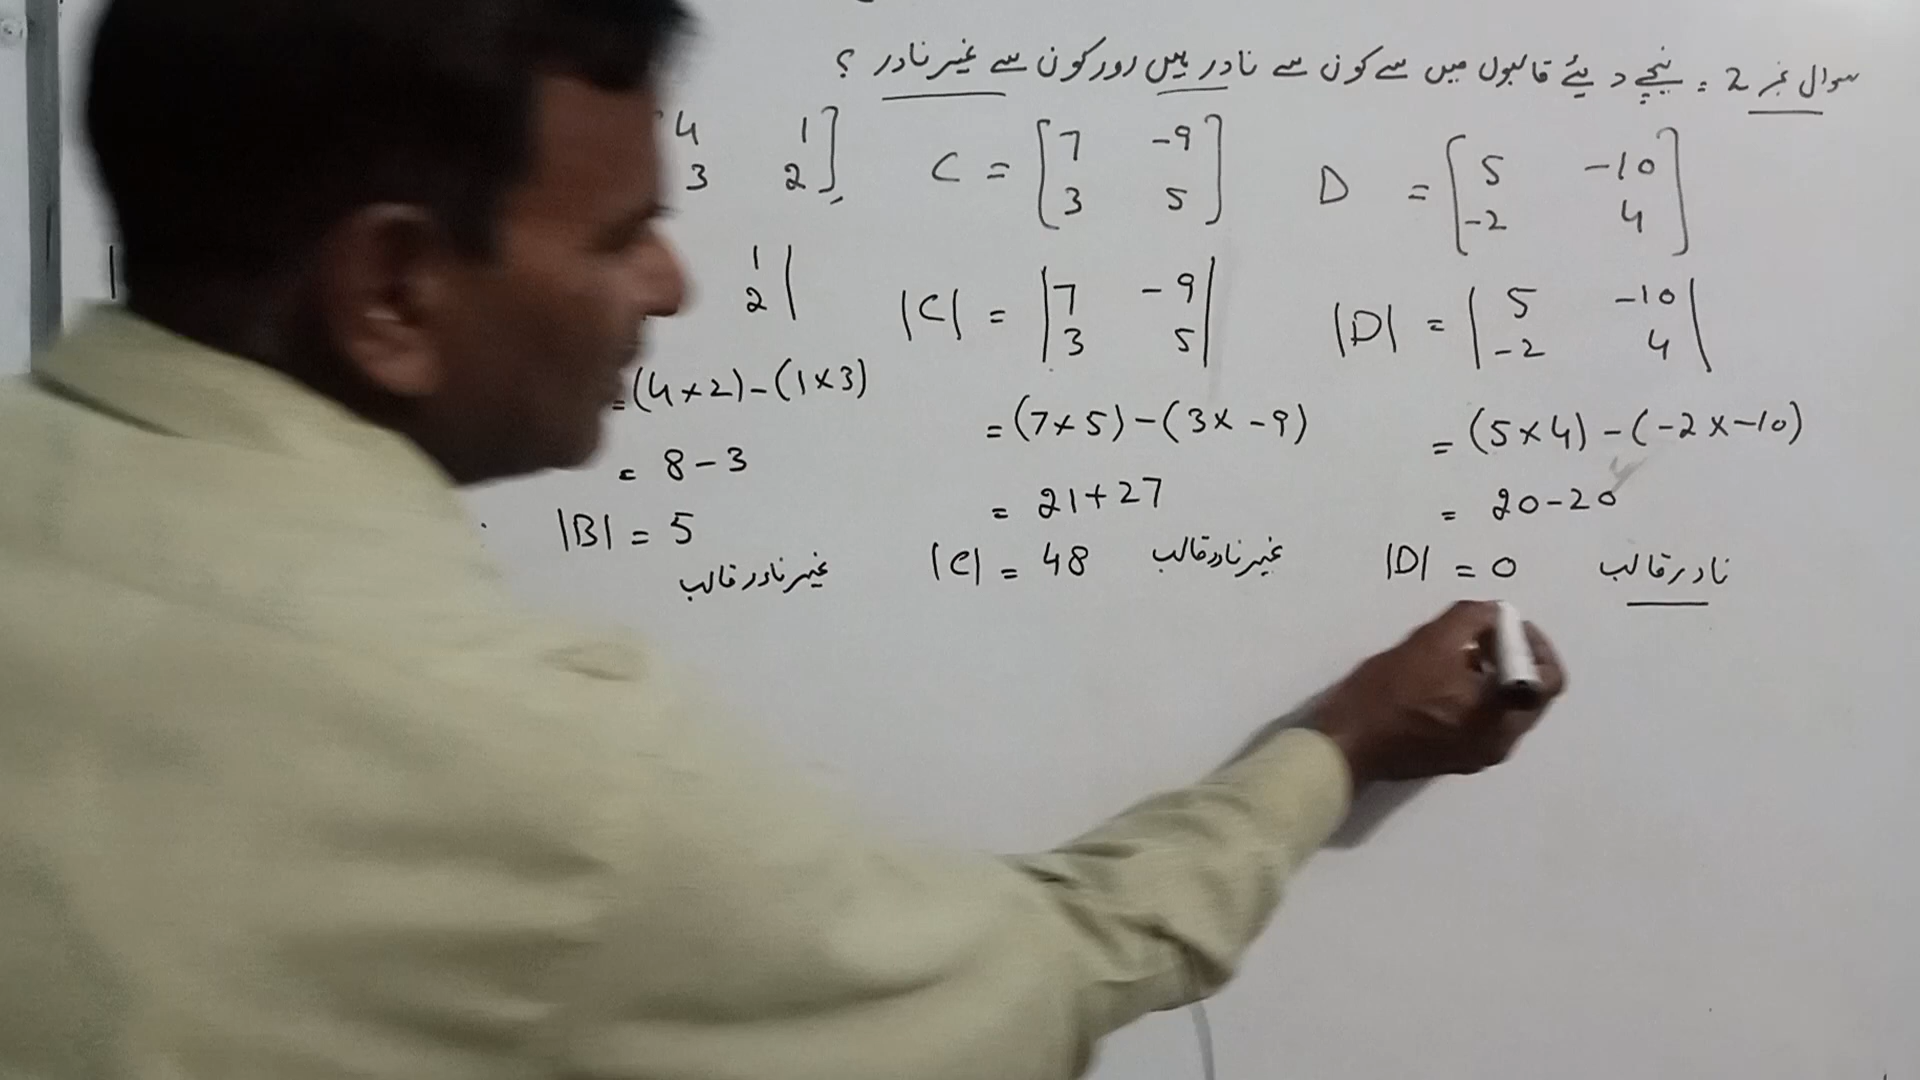 سوال نمبر 2 : نیچے دیئے قالبوں میں سے کون سے نادر ہیں اور کون سے غیر نادر ؟
4 1 ]
3 2
C = [ 7 -9 ]
3 5
D = [ 5 -10 ]
-2 4
1 |
2
|C| = | 7 -9 |
3 5
|D| = | 5 -10 |
-2 4
= (4×2)-(1×3)
= 8-3
|B| = 5
غیر نادر قالب
= (7×5)-(3×-9)
= 21+27
|C| = 48 غیر نادر قالب
= (5×4)-(-2×-10)
= 20-20
|D| = 0 نادر قالب